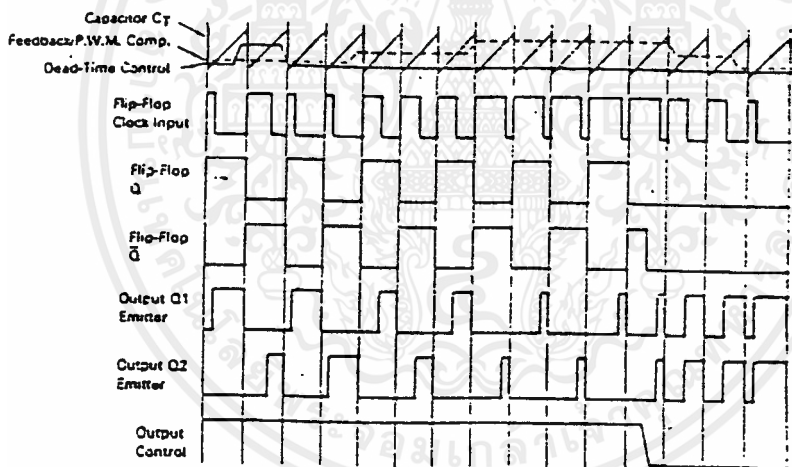 Capacitor CT
Feedback/P.W.M. Comp.
Dead-Time Control
Flip-Flop
Clock Input
Flip-Flop
Q
Flip-Flop
Q̅
Output Q1
Emitter
Output Q2
Emitter
Output
Control